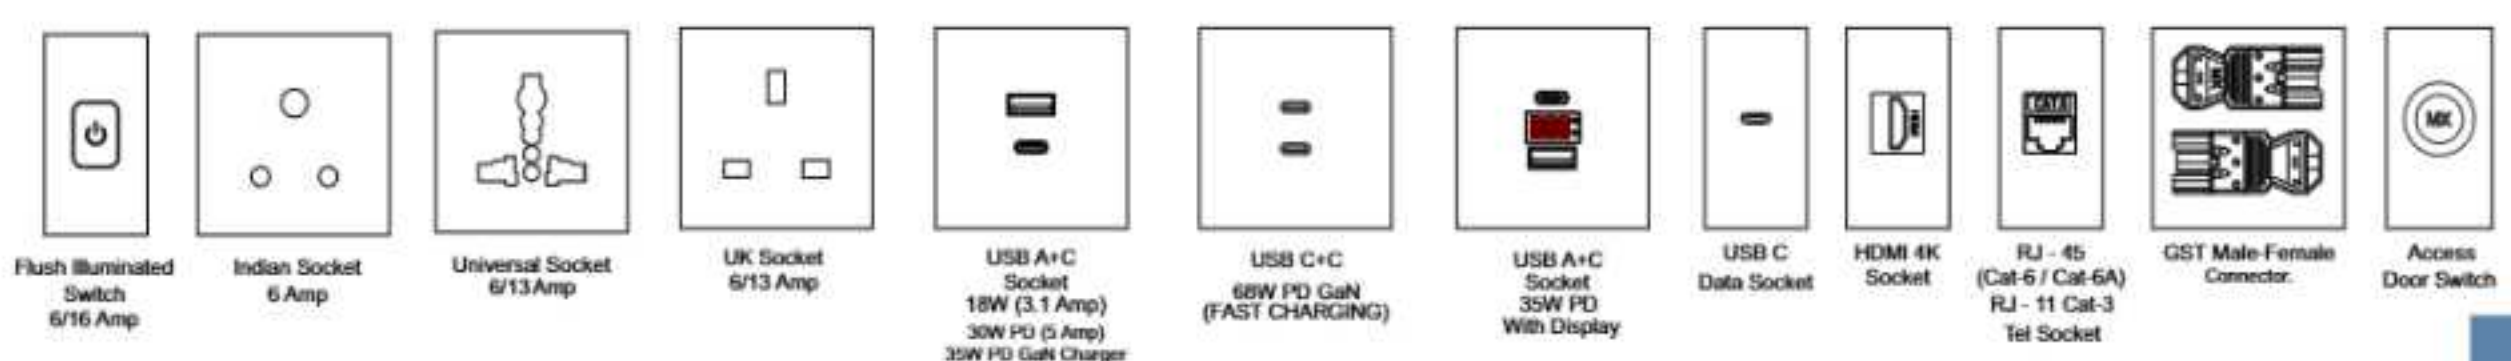 Flush Illuminated
Switch
6/16 Amp
Indian Socket
6 Amp
Universal Socket
6/13 Amp
UK Socket
6/13 Amp
USB A+C
Socket
18W (3.1 Amp)
30W PD (5 Amp)
35W PD GaN Charger
USB C+C
68W PD GaN
(FAST CHARGING)
USB A+C
Socket
35W PD
With Display
USB C
Data Socket
HDMI
HDMI 4K
Socket
CAT6
RJ - 45
(Cat-6 / Cat-6A)
RJ - 11 Cat-3
Tel Socket
GST Male-Female
Connector.
MX
Access
Door Switch